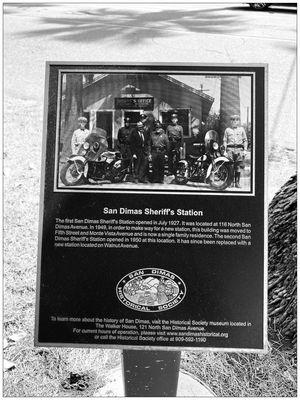 SHERIFF'S OFFICE
San Dimas Sheriff's Station
The first San Dimas Sheriff's Station opened in July 1927. It was located at 116 North San
Dimas Avenue. In 1949, in order to make way for a new station, this building was moved to
Fifth Street and Monte Vista Avenue and is now a single family residence. The second San
Dimas Sheriff's Station opened in 1950 at this location. It has since been replaced with a
new station located on Walnut Avenue.
SAN DIMAS
HISTORICAL SOCIETY
To learn more about the history of San Dimas, visit the Historical Society museum located in
The Walker House, 121 North San Dimas Avenue.
For current hours of operation, please visit www.sandimashistorical.org
or call the Historical Society office at 909-592-1190